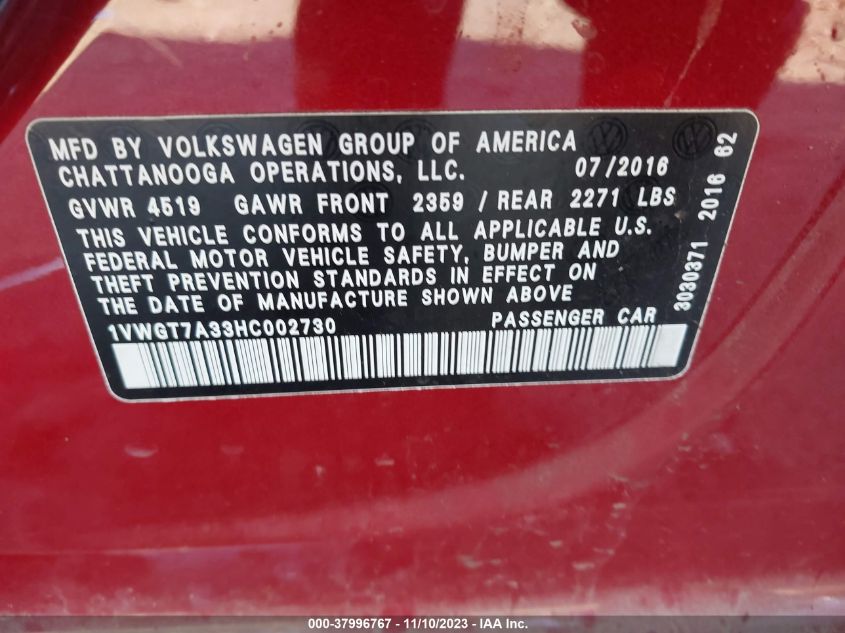 MFD BY VOLKSWAGEN GROUP OF AMERICA
CHATTANOOGA OPERATIONS, LLC. 07/2016
GVWR 4519 GAWR FRONT 2359 / REAR 2271 LBS
THIS VEHICLE CONFORMS TO ALL APPLICABLE U.S.
FEDERAL MOTOR VEHICLE SAFETY, BUMPER AND
THEFT PREVENTION STANDARDS IN EFFECT ON
THE DATE OF MANUFACTURE SHOWN ABOVE
1VWGT7A33HC002730 PASSENGER CAR
3030371 2016 62
000-37996767 - 11/10/2023 - IAA Inc.